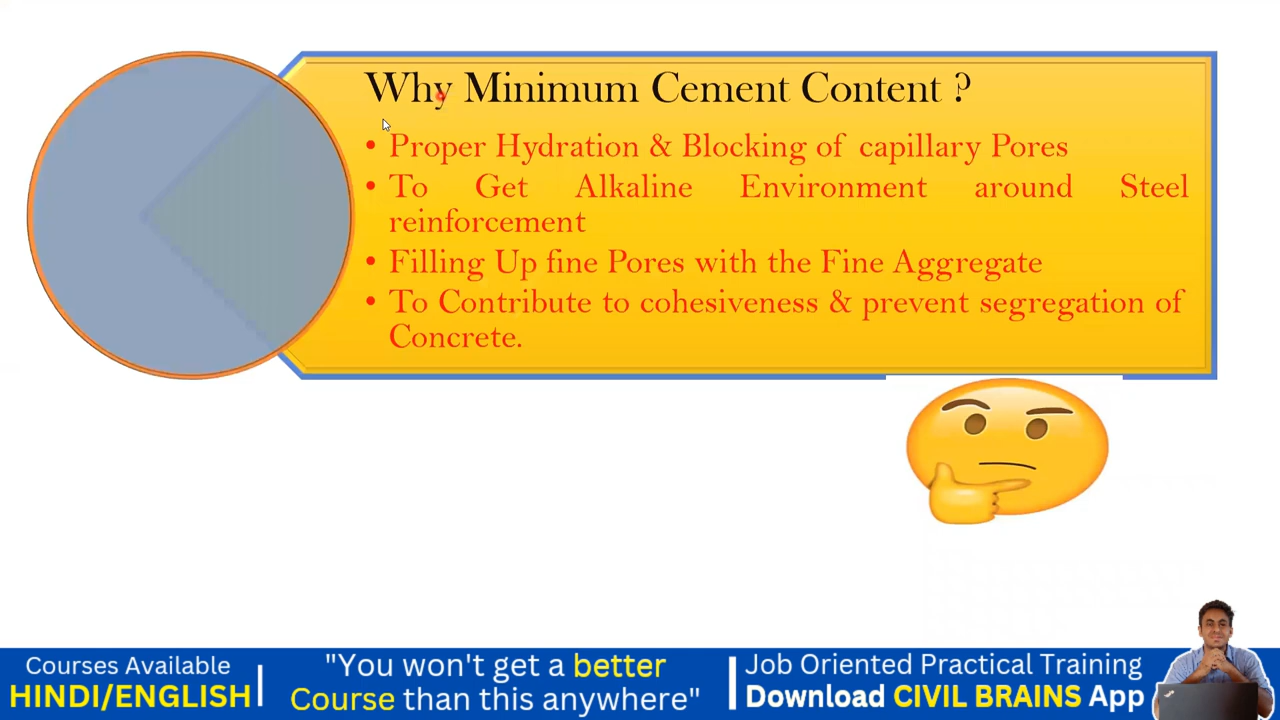 Why Minimum Cement Content ?
• Proper Hydration & Blocking of capillary Pores
• To Get Alkaline Environment around Steel
reinforcement
• Filling Up fine Pores with the Fine Aggregate
• To Contribute to cohesiveness & prevent segregation of
Concrete.
Courses Available
HINDI/ENGLISH
"You won't get a better
Course than this anywhere"
Job Oriented Practical Training
Download CIVIL BRAINS App